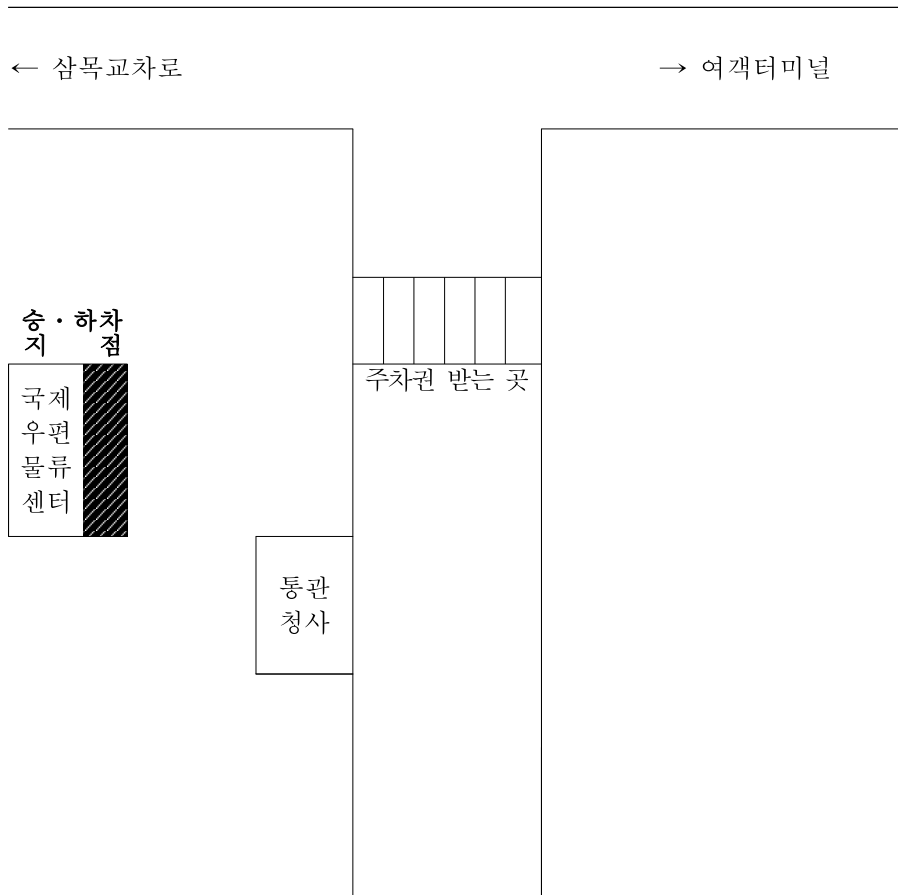 ← 삼목교차로
→ 여객터미널
승·하차
지 점
주차권 받는 곳
국제
우편
물류
센터
통관
청사